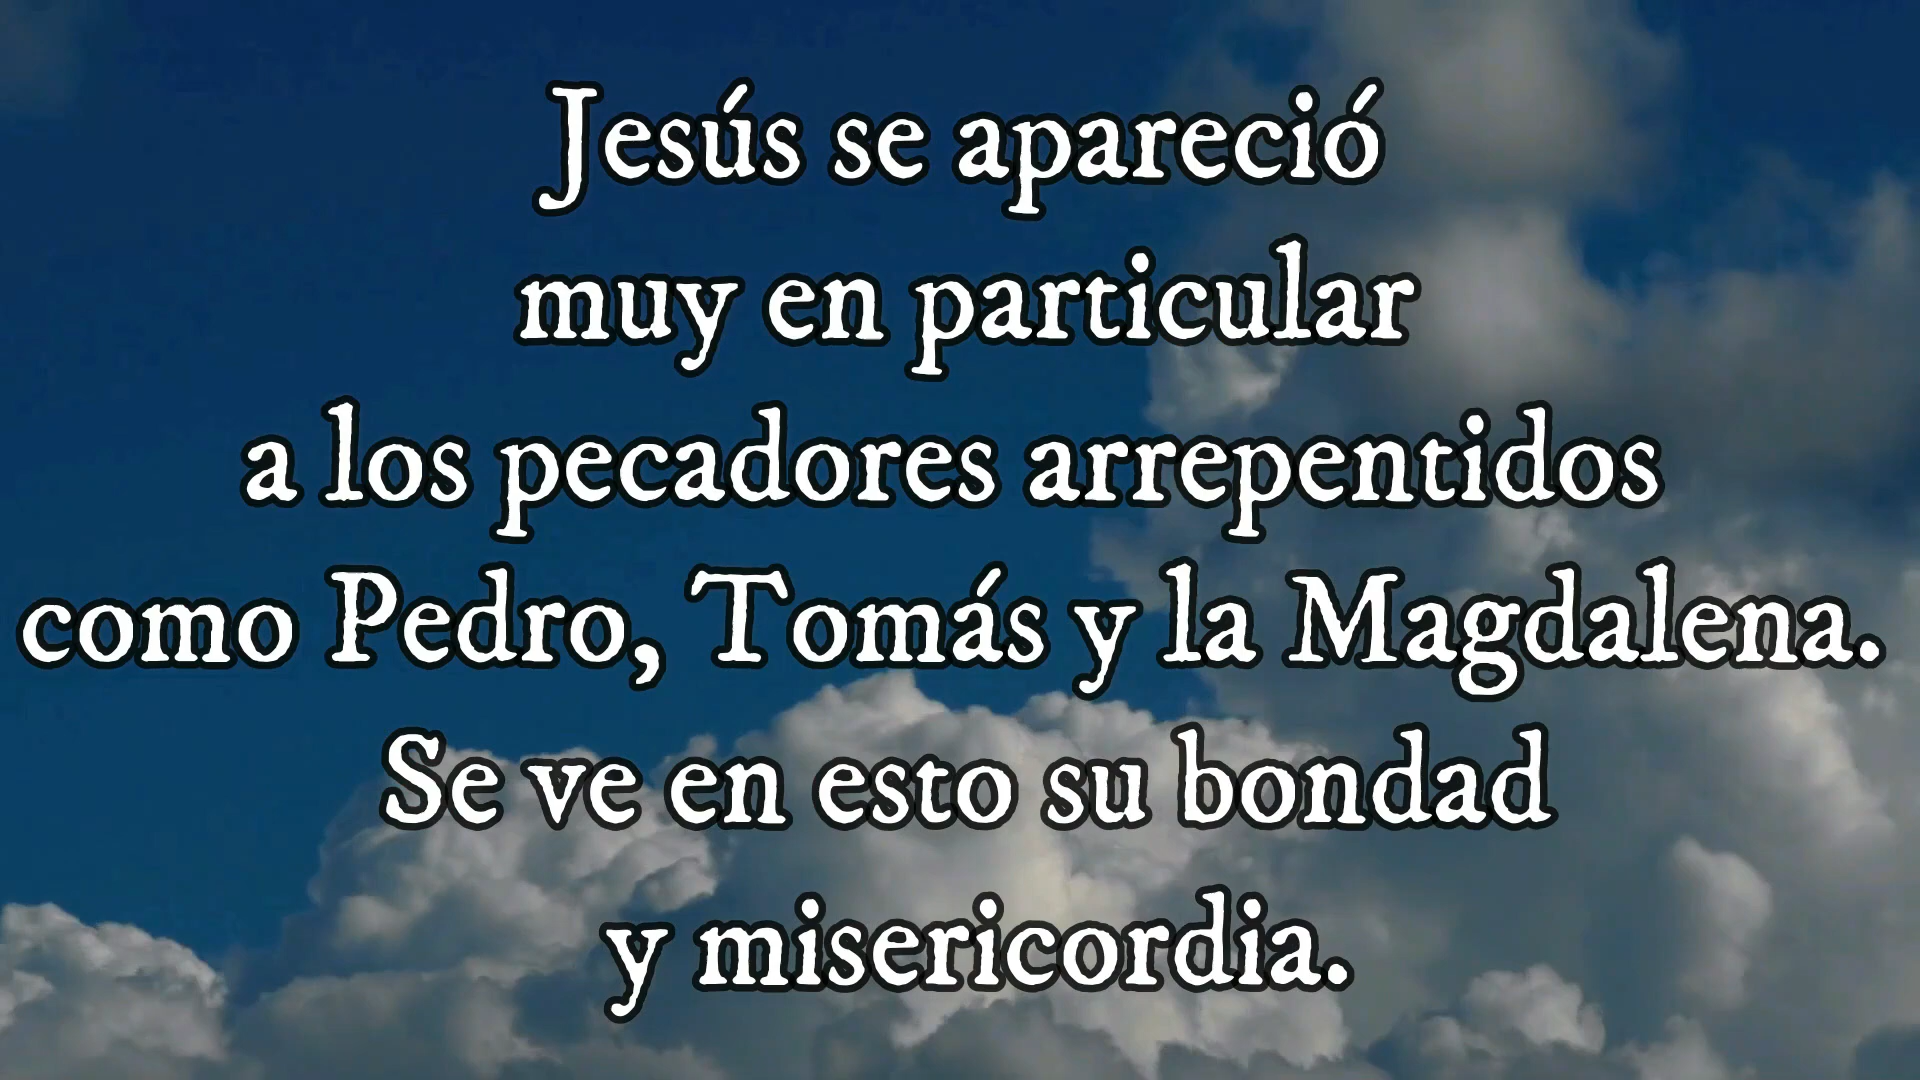 Jesús se apareció
muy en particular
a los pecadores arrepentidos
como Pedro, Tomás y la Magdalena.
Se ve en esto su bondad
y misericordia.